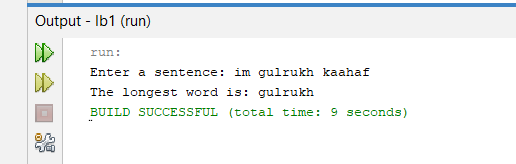 Output - lb1 (run)
run:
Enter a sentence: im gulrukh kaahaf
The longest word is: gulrukh
BUILD SUCCESSFUL (total time: 9 seconds)